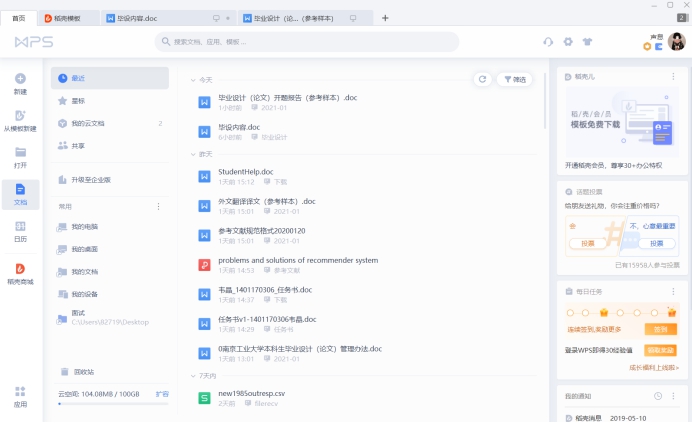 首页
稻壳模板
毕设内容.doc
毕业设计（论...（参考样本）
2
WPS
搜索文档、应用、模板 ...
声息
新建
从模板新建
打开
文档
日历
稻壳商城
应用
最近
星标
我的云文档 2
共享
升级至企业版
常用
我的电脑
我的桌面
我的文档
我的设备
面试
C:\Users\82719\Desktop
回收站
云空间: 104.08MB / 100GB 扩容
今天
筛选
毕业设计（论文）开题报告（参考样本）.doc
1小时前 2021-01
毕设内容.doc
6小时前 毕业设计
昨天
StudentHelp.doc
1天前 15:12 下载
外文翻译译文（参考样本）.doc
1天前 15:01 2021-01
参考文献规范格式20200120
1天前 15:01 2021-01
problems and solutions of recommender system
1天前 14:53 参考文献
韦晶_1401170306_任务书.doc
1天前 14:37 下载
任务书v1-1401170306韦晶.doc
1天前 14:29 任务书
0南京工业大学本科生毕业设计（论文）管理办法.doc
1天前 13:01 2021-01
7天内
new1985outresp.csv
2天前 filerecv
稻壳儿
稻/壳/会/员
模板免费下载
开通稻壳会员，尊享30+办公特权
话题投票
给朋友送礼物，你会注重价格吗?
会
不，心意最重要
投票
投票
已有15958人参与投票
每日任务
连续签到,奖励更多 签到
登录WPS即得30经验值 领取奖励
成长福利上线啦>
我的通知
稻壳消息 2019-05-10